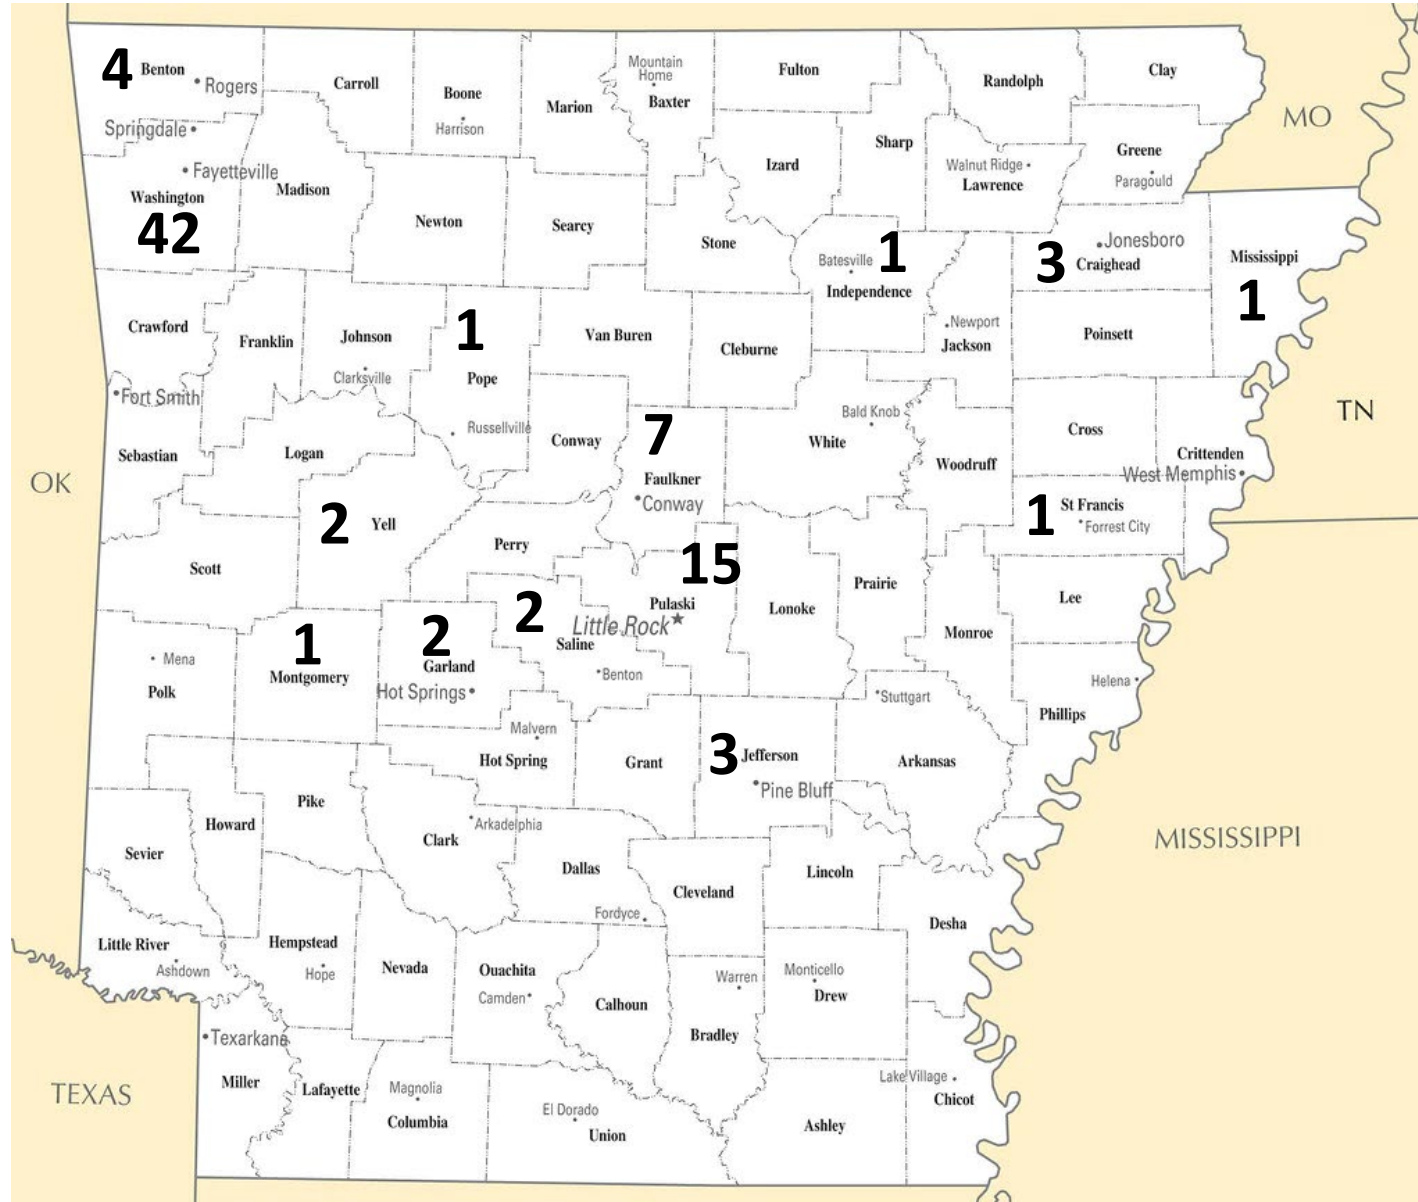 4
Benton
Rogers
Springdale
Fayetteville
Washington
42
Carroll
Madison
Boone
Harrison
Marion
Mountain
Home
Baxter
Fulton
Randolph
Clay
MO
Sharp
Izard
Walnut Ridge
Lawrence
Greene
Paragould
Newton
Searcy
Stone
Batesville
1
Independence
3
Jonesboro
Craighead
Mississippi
1
Crawford
Franklin
Johnson
Clarksville
1
Pope
Russellville
Van Buren
Cleburne
Newport
Jackson
Poinsett
Fort Smith
Sebastian
Logan
Conway
7
Faulkner
Conway
Bald Knob
White
Woodruff
Cross
Crittenden
West Memphis
TN
OK
2
Yell
Perry
15
Pulaski
Little Rock
1
St Francis
Forrest City
Scott
2
Saline
Benton
Lonoke
Prairie
Monroe
Lee
Mena
Polk
1
Montgomery
2
Garland
Hot Springs
Stuttgart
Helena
Phillips
Malvern
Hot Spring
Grant
3
Jefferson
Pine Bluff
Arkansas
Pike
Howard
Sevier
Clark
Arkadelphia
Dallas
Fordyce
Cleveland
Lincoln
Desha
MISSISSIPPI
Little River
Ashdown
Hempstead
Hope
Nevada
Ouachita
Camden
Calhoun
Warren
Bradley
Monticello
Drew
Texarkana
Miller
TEXAS
Lafayette
Magnolia
Columbia
El Dorado
Union
Ashley
Lake Village
Chicot